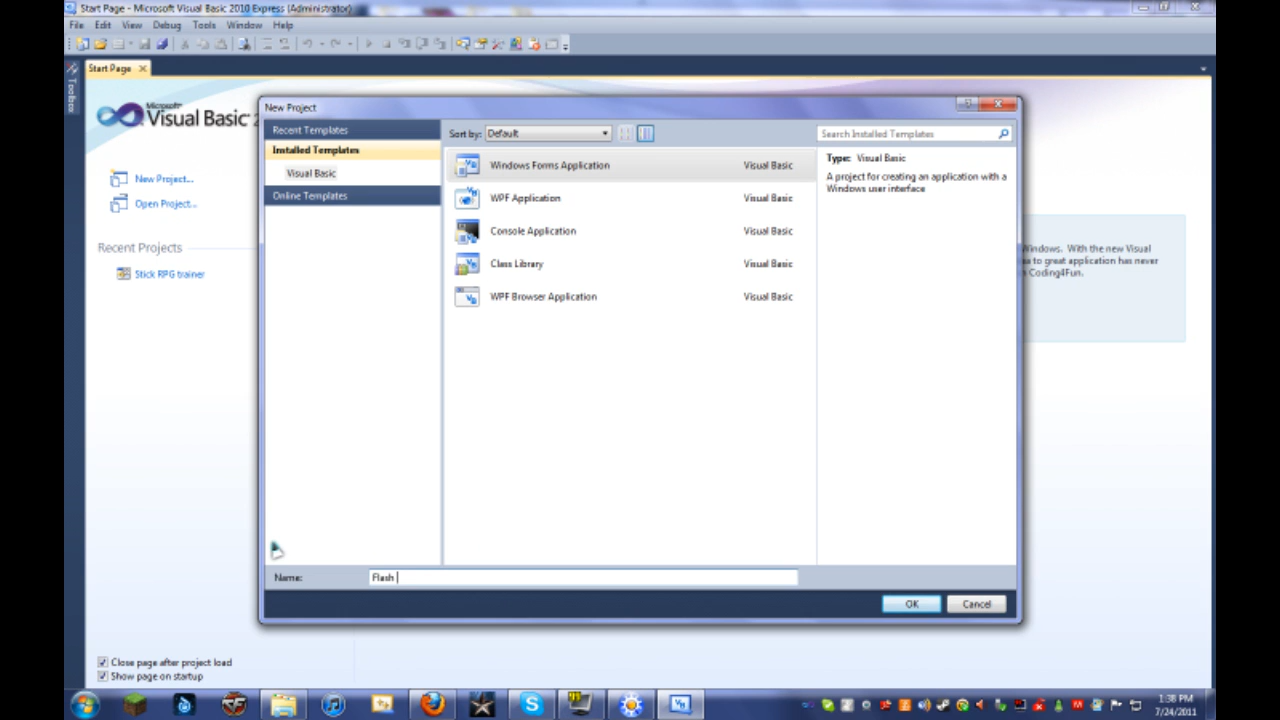 Start Page - Microsoft Visual Basic 2010 Express (Administrator)
File Edit View Debug Tools Window Help
Start Page
Toolbox
Microsoft
Visual Basic 2
New Project...
Open Project...
Recent Projects
Stick RPG trainer
New Project
Recent Templates
Installed Templates
Visual Basic
Online Templates
Sort by: Default
Search Installed Templates
Windows Forms Application Visual Basic
WPF Application Visual Basic
Console Application Visual Basic
Class Library Visual Basic
WPF Browser Application Visual Basic
Type: Visual Basic
A project for creating an application with a
Windows user interface
Windows. With the new Visual
to great application has never
Coding4Fun.
Name: Flash
OK Cancel
Close page after project load
Show page on startup
1:38 PM
7/24/2011